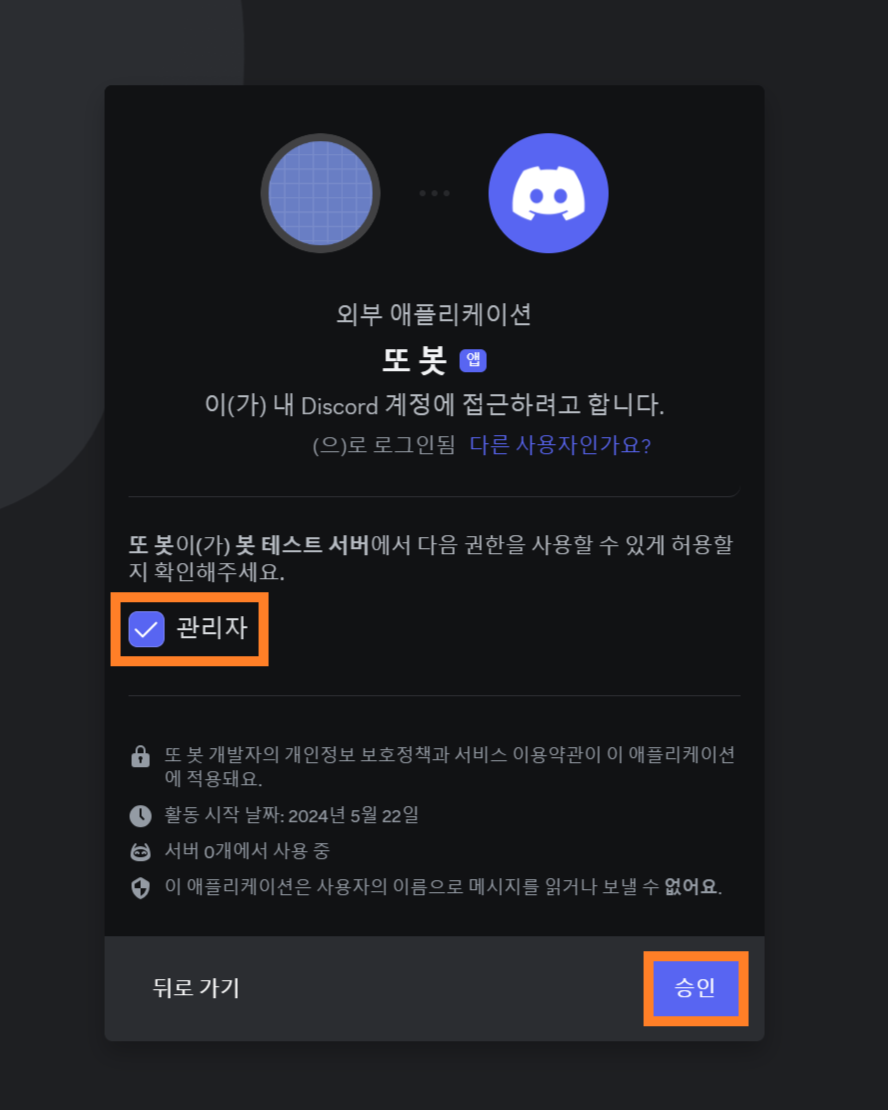 외부 애플리케이션
또 봇 앱
이(가) 내 Discord 계정에 접근하려고 합니다.
(으)로 로그인됨 다른 사용자인가요?
또 봇이(가) 봇 테스트 서버에서 다음 권한을 사용할 수 있게 허용할
지 확인해주세요.
관리자
또 봇 개발자의 개인정보 보호정책과 서비스 이용약관이 이 애플리케이션
에 적용돼요.
활동 시작 날짜: 2024년 5월 22일
서버 0개에서 사용 중
이 애플리케이션은 사용자의 이름으로 메시지를 읽거나 보낼 수 없어요.
뒤로 가기
승인